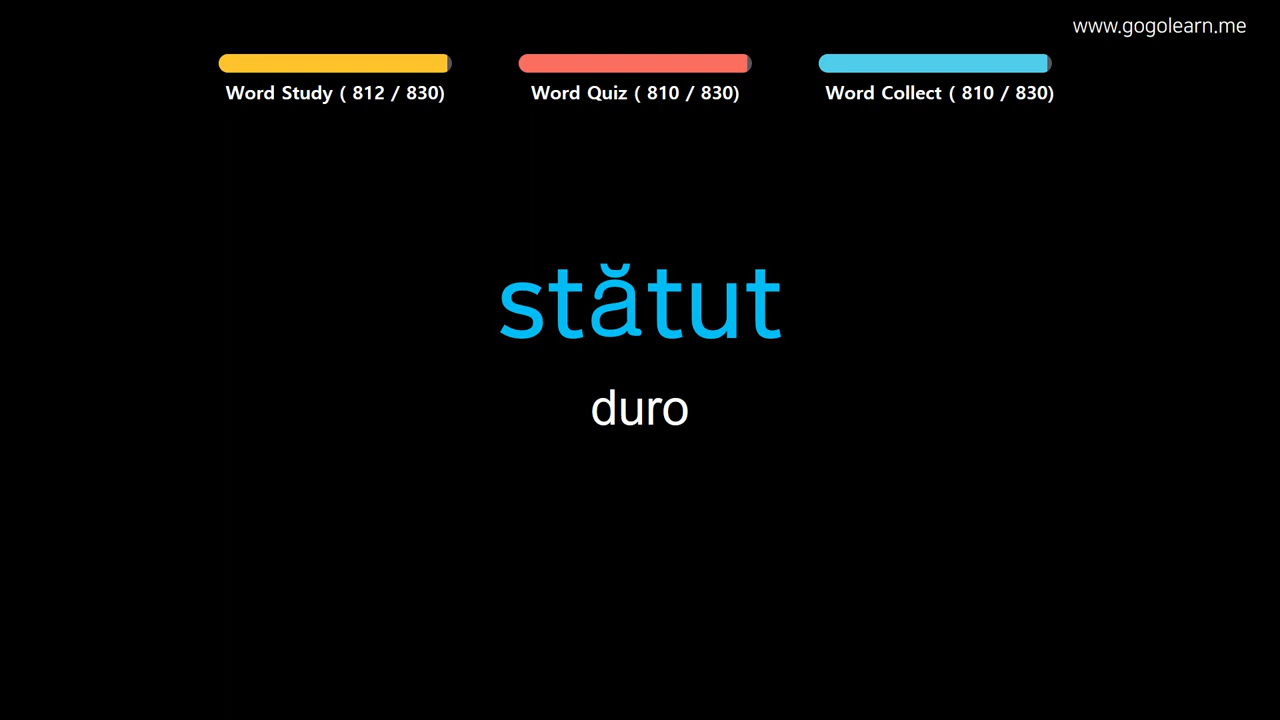 www.gogolearn.me
Word Study ( 812 / 830)
Word Quiz ( 810 / 830)
Word Collect ( 810 / 830)
stătut
duro